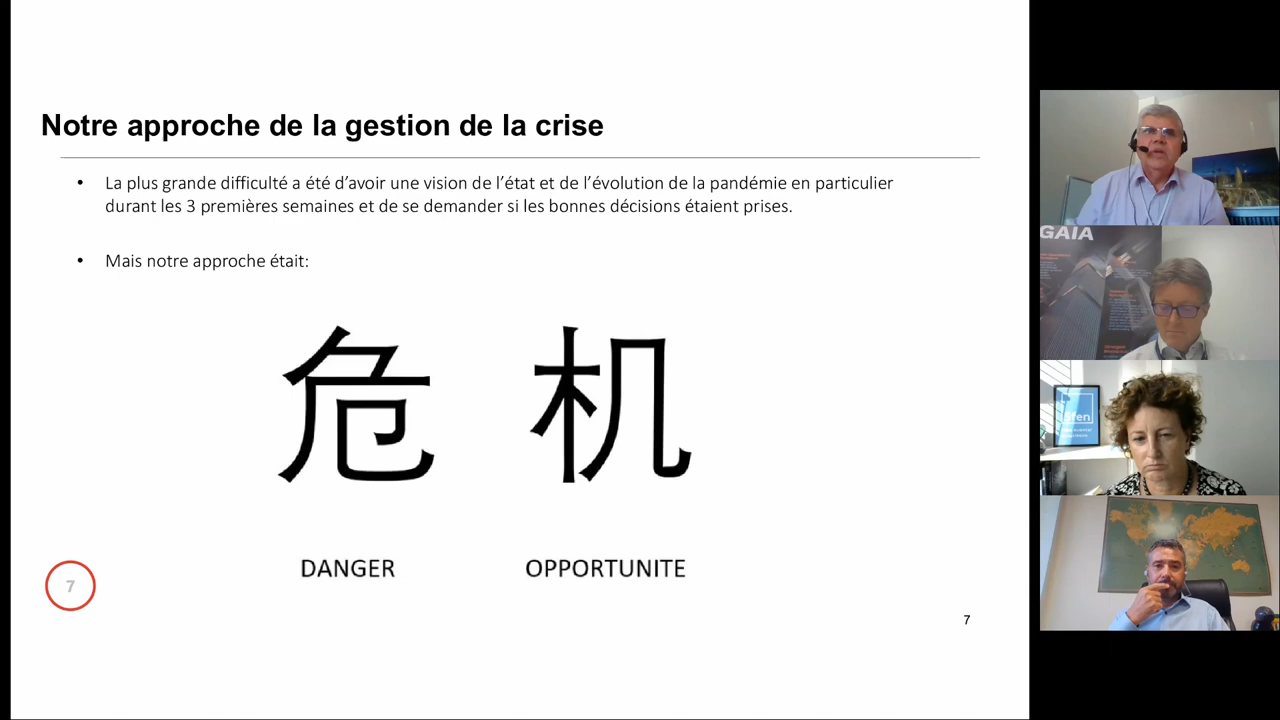 Notre approche de la gestion de la crise
• La plus grande difficulté a été d’avoir une vision de l’état et de l’évolution de la pandémie en particulier
durant les 3 premières semaines et de se demander si les bonnes décisions étaient prises.
• Mais notre approche était:
危 机
DANGER OPPORTUNITE
7
7
GAIA
sfen